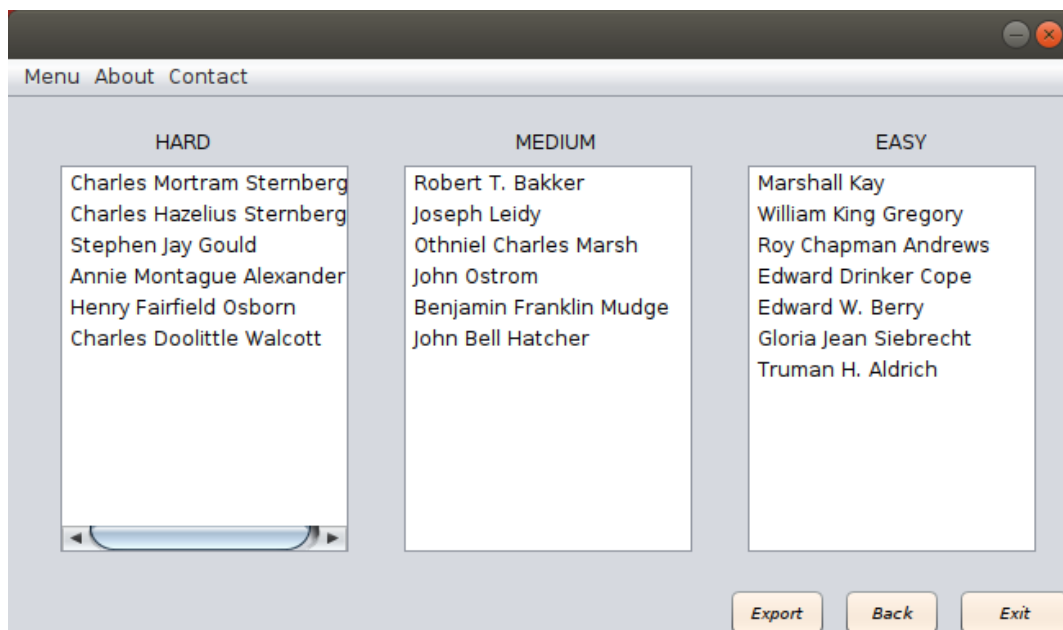 Menu About Contact
HARD
Charles Mortram Sternberg
Charles Hazelius Sternberg
Stephen Jay Gould
Annie Montague Alexander
Henry Fairfield Osborn
Charles Doolittle Walcott
MEDIUM
Robert T. Bakker
Joseph Leidy
Othniel Charles Marsh
John Ostrom
Benjamin Franklin Mudge
John Bell Hatcher
EASY
Marshall Kay
William King Gregory
Roy Chapman Andrews
Edward Drinker Cope
Edward W. Berry
Gloria Jean Siebrecht
Truman H. Aldrich
Export Back Exit